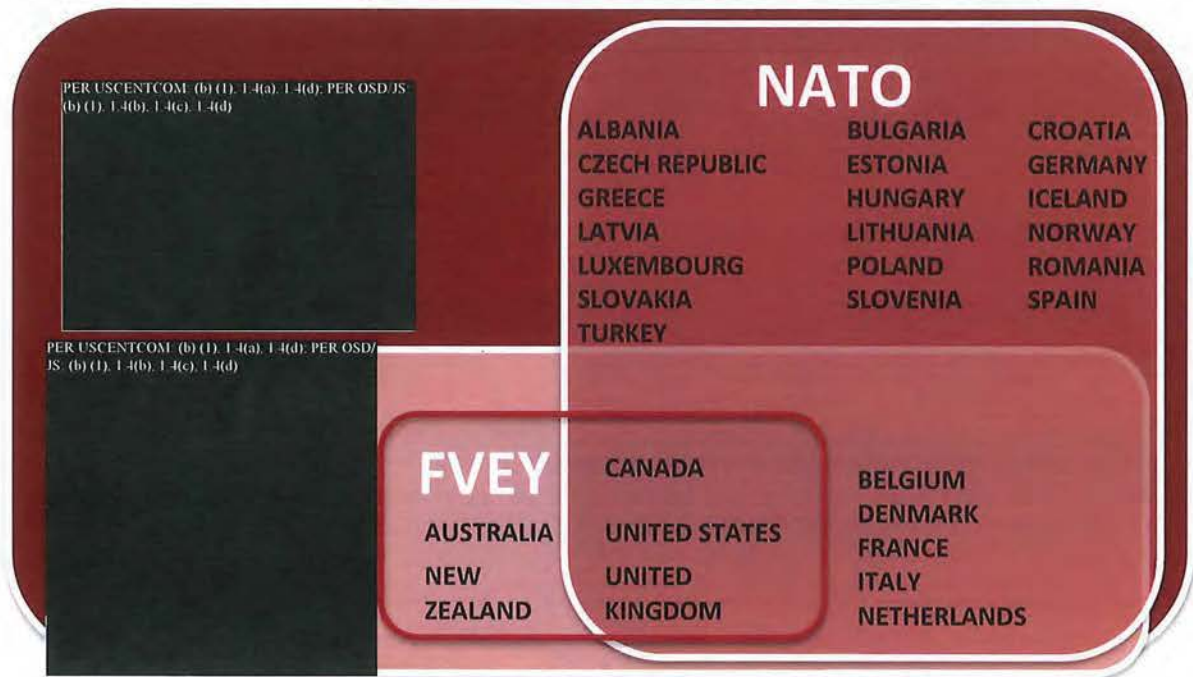 PER USCENTCOM: (b) (1), 1.4(a), 1.4(d); PER OSD/JS
(b) (1), 1.4(b), 1.4(c), 1.4(d)
NATO
ALBANIA BULGARIA CROATIA
CZECH REPUBLIC ESTONIA GERMANY
GREECE HUNGARY ICELAND
LATVIA LITHUANIA NORWAY
LUXEMBOURG POLAND ROMANIA
SLOVAKIA SLOVENIA SPAIN
TURKEY
PER USCENTCOM: (b) (1), 1.4(a), 1.4(d); PER OSD/
JS: (b) (1), 1.4(b), 1.4(c), 1.4(d)
FVEY
AUSTRALIA
NEW
ZEALAND
CANADA
UNITED STATES
UNITED
KINGDOM
BELGIUM
DENMARK
FRANCE
ITALY
NETHERLANDS